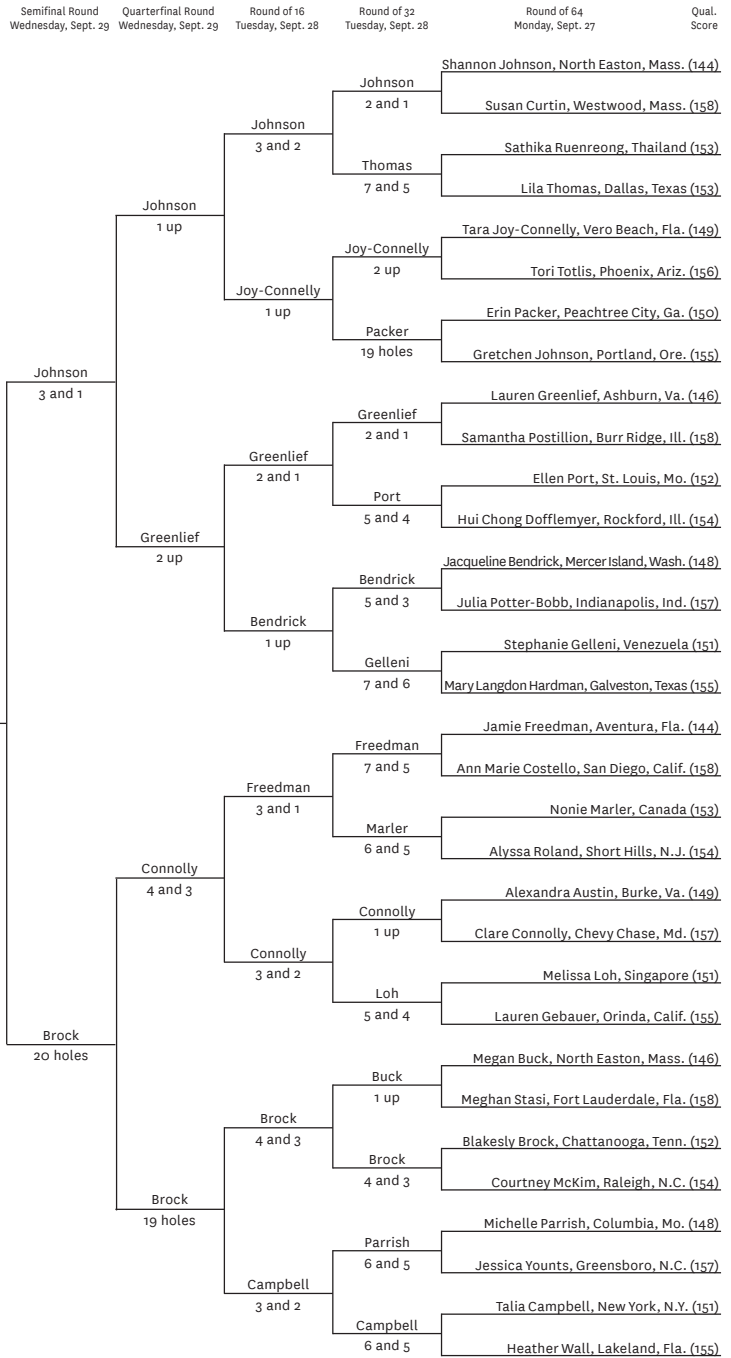 Semifinal Round Quarterfinal Round Round of 16 Round of 32 Round of 64 Qual.
Wednesday, Sept. 29 Wednesday, Sept. 29 Tuesday, Sept. 28 Tuesday, Sept. 28 Monday, Sept. 27 Score
Shannon Johnson, North Easton, Mass. (144)
Johnson
2 and 1
Susan Curtin, Westwood, Mass. (158)
Johnson
3 and 2
Sathika Ruenreong, Thailand (153)
Thomas
7 and 5
Lila Thomas, Dallas, Texas (153)
Johnson
1 up
Tara Joy-Connelly, Vero Beach, Fla. (149)
Joy-Connelly
2 up
Tori Totlis, Phoenix, Ariz. (156)
Joy-Connelly
1 up
Erin Packer, Peachtree City, Ga. (150)
Packer
19 holes
Gretchen Johnson, Portland, Ore. (155)
Johnson
3 and 1
Lauren Greenlief, Ashburn, Va. (146)
Greenlief
2 and 1
Samantha Postillion, Burr Ridge, Ill. (158)
Greenlief
2 and 1
Ellen Port, St. Louis, Mo. (152)
Port
5 and 4
Hui Chong Dofflemyer, Rockford, Ill. (154)
Greenlief
2 up
Jacqueline Bendrick, Mercer Island, Wash. (148)
Bendrick
5 and 3
Julia Potter-Bobb, Indianapolis, Ind. (157)
Bendrick
1 up
Stephanie Gelleni, Venezuela (151)
Gelleni
7 and 6
Mary Langdon Hardman, Galveston, Texas (155)
Jamie Freedman, Aventura, Fla. (144)
Freedman
7 and 5
Ann Marie Costello, San Diego, Calif. (158)
Freedman
3 and 1
Nonie Marler, Canada (153)
Marler
6 and 5
Alyssa Roland, Short Hills, N.J. (154)
Connolly
4 and 3
Alexandra Austin, Burke, Va. (149)
Connolly
1 up
Clare Connolly, Chevy Chase, Md. (157)
Connolly
3 and 2
Melissa Loh, Singapore (151)
Loh
5 and 4
Lauren Gebauer, Orinda, Calif. (155)
Brock
20 holes
Megan Buck, North Easton, Mass. (146)
Buck
1 up
Meghan Stasi, Fort Lauderdale, Fla. (158)
Brock
4 and 3
Blakesly Brock, Chattanooga, Tenn. (152)
Brock
4 and 3
Courtney McKim, Raleigh, N.C. (154)
Brock
19 holes
Michelle Parrish, Columbia, Mo. (148)
Parrish
6 and 5
Jessica Younts, Greensboro, N.C. (157)
Campbell
3 and 2
Talia Campbell, New York, N.Y. (151)
Campbell
6 and 5
Heather Wall, Lakeland, Fla. (155)